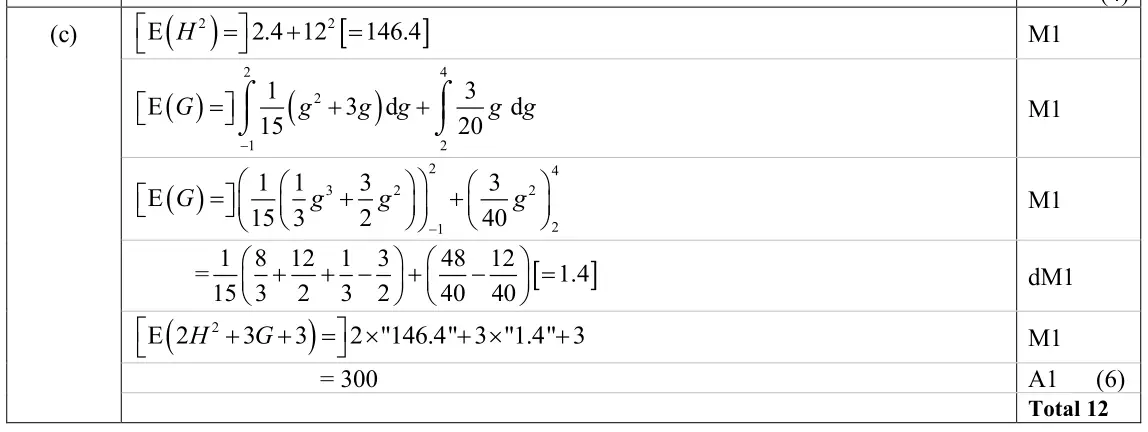 (c) [E(H²)=]2.4+12²[=146.4] M1
[E(G)=]∫₋₁² 1/15(g²+3g)dg+∫₂⁴ 3/20 g dg M1
[E(G)=](1/15(1/3 g³+3/2 g²))₋₁²+(3/40 g²)₂⁴ M1
=1/15(8/3+12/2+1/3−3/2)+(48/40−12/40)[=1.4] dM1
[E(2H²+3G+3)=]2×"146.4"+3×"1.4"+3 M1
= 300 A1 (6)
Total 12